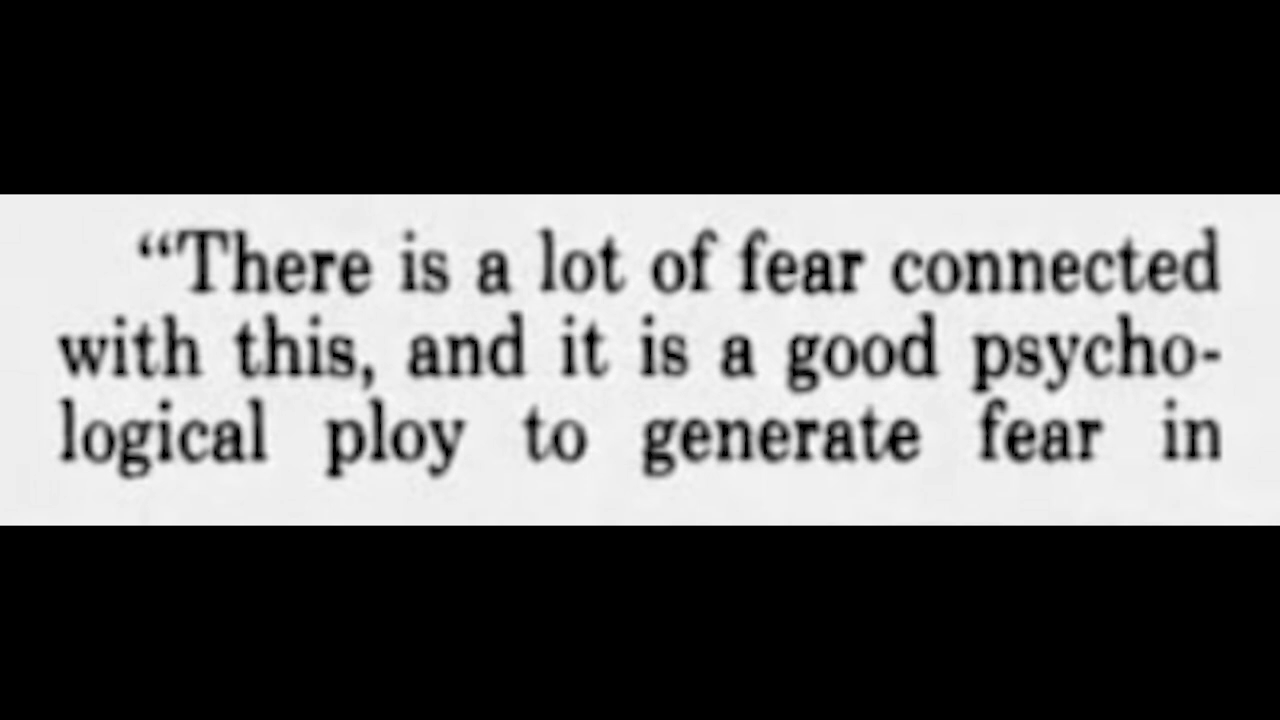 “There is a lot of fear connected
with this, and it is a good psycho-
logical ploy to generate fear in